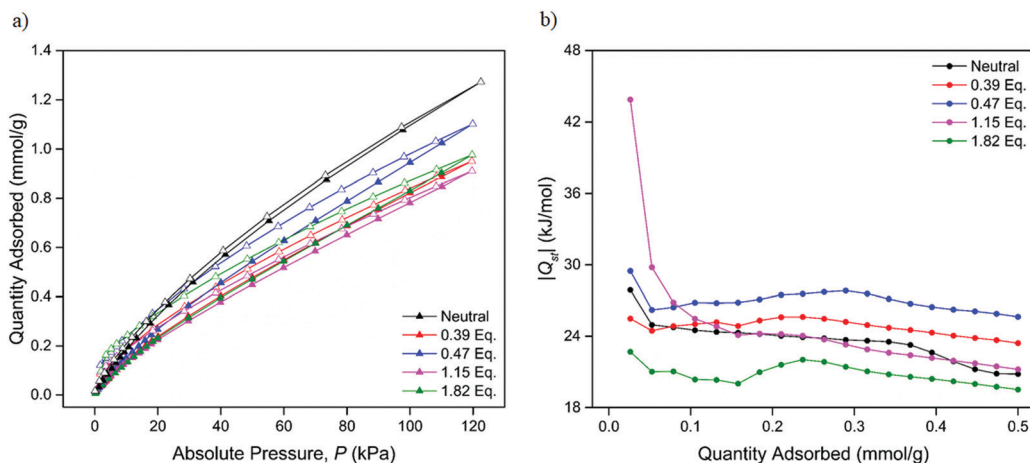 a)
Quantity Adsorbed (mmol/g)
1.4
1.2
1.0
0.8
0.6
0.4
0.2
0.0
Neutral
0.39 Eq.
0.47 Eq.
1.15 Eq.
1.82 Eq.
0 20 40 60 80 100 120
Absolute Pressure, P (kPa)
b)
|Qst| (kJ/mol)
48
42
36
30
24
18
Neutral
0.39 Eq.
0.47 Eq.
1.15 Eq.
1.82 Eq.
0.0 0.1 0.2 0.3 0.4 0.5
Quantity Adsorbed (mmol/g)